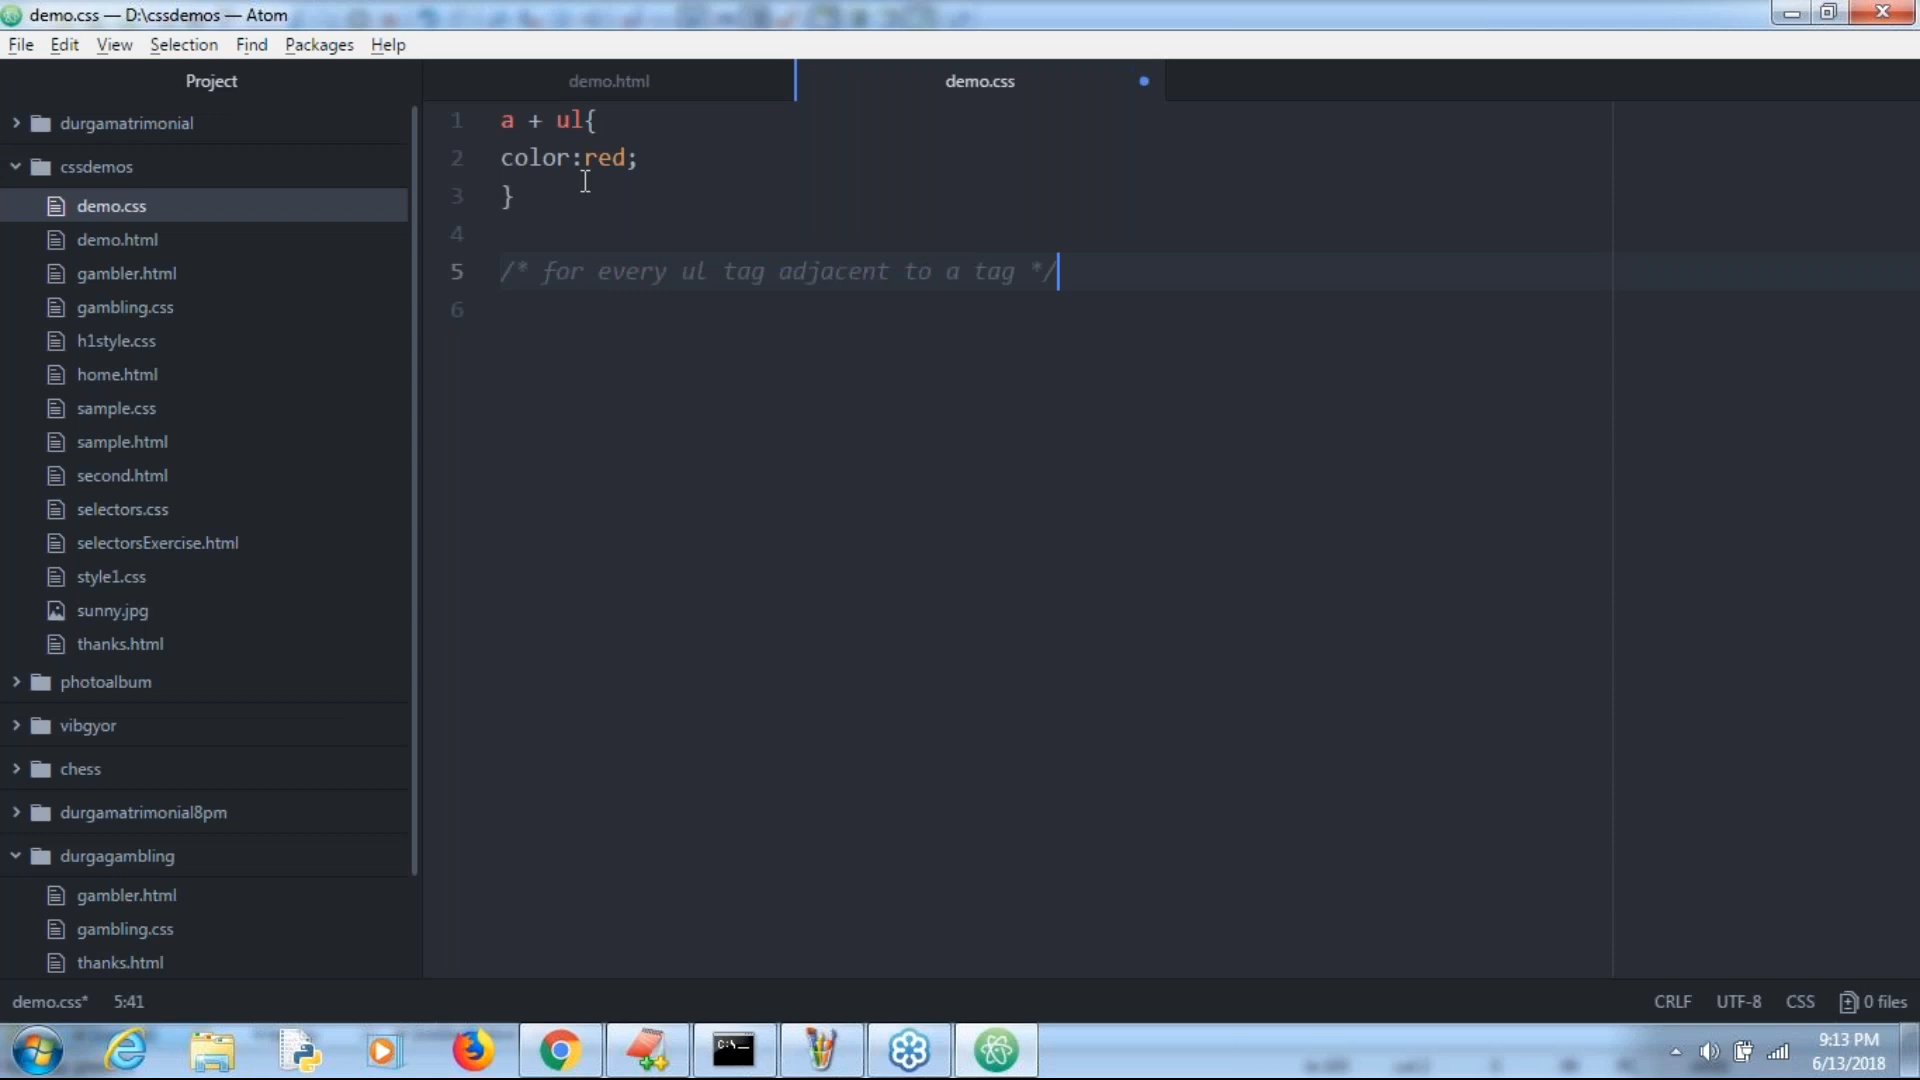 demo.css — D:\cssdemos — Atom
File Edit View Selection Find Packages Help
Project
durgamatrimonial
cssdemos
demo.css
demo.html
gambler.html
gambling.css
h1style.css
home.html
sample.css
sample.html
second.html
selectors.css
selectorsExercise.html
style1.css
sunny.jpg
thanks.html
photoalbum
vibgyor
chess
durgamatrimonial8pm
durgagambling
gambler.html
gambling.css
thanks.html
demo.html demo.css
1 a + ul{
2 color:red;
3 }
4
5 /* for every ul tag adjacent to a tag */
6
demo.css* 5:41 CRLF UTF-8 CSS 0 files
C:\
9:13 PM
6/13/2018